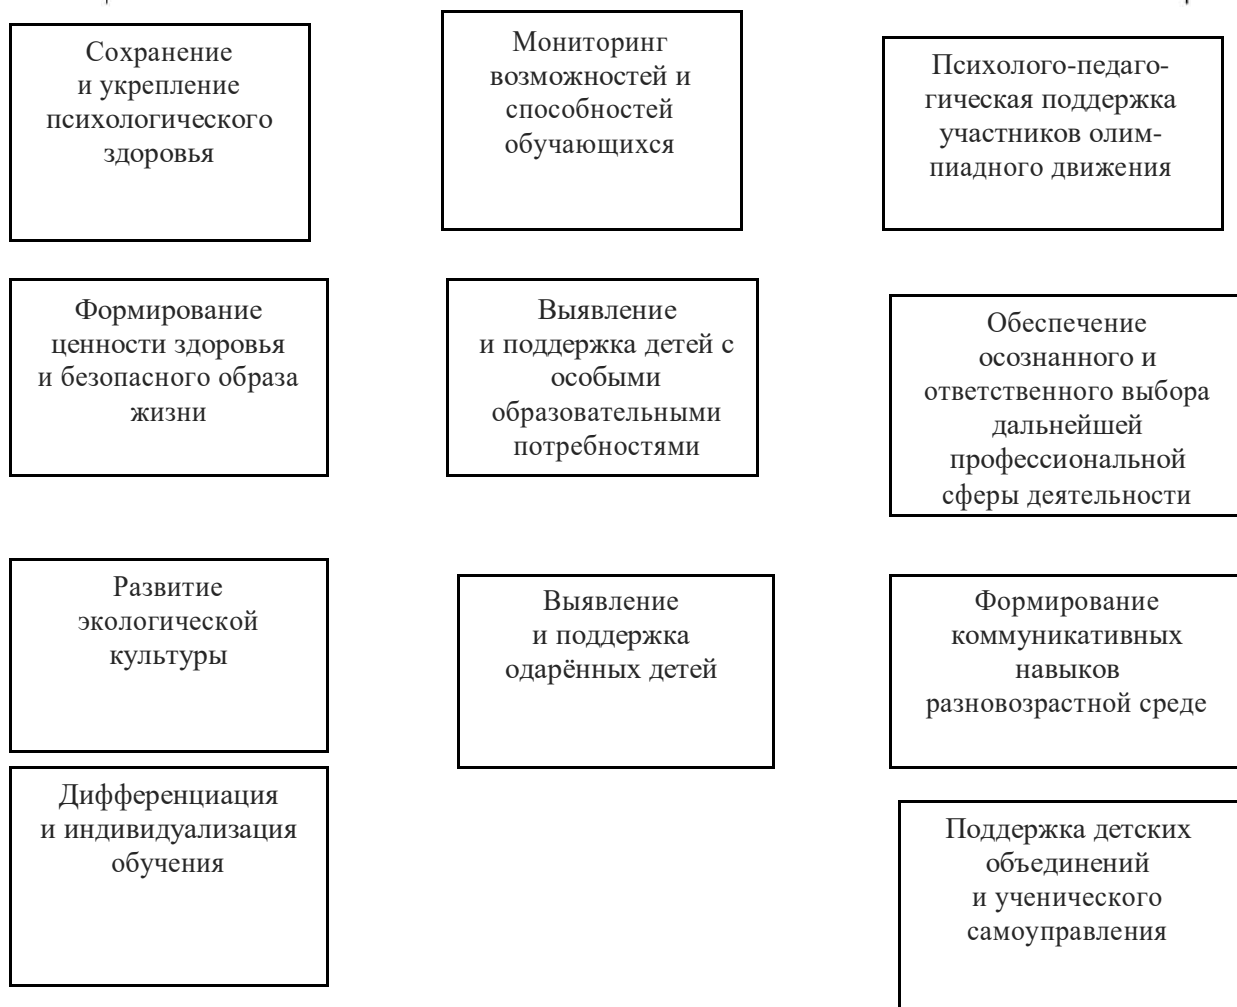 Сохранение
и укрепление
психологического
здоровья
Мониторинг
возможностей и
способностей
обучающихся
Психолого-педаго-
гическая поддержка
участников олим-
пиадного движения
Формирование
ценности здоровья
и безопасного образа
жизни
Выявление
и поддержка детей с
особыми
образовательными
потребностями
Обеспечение
осознанного и
ответственного выбора
дальнейшей
профессиональной
сферы деятельности
Развитие
экологической
культуры
Выявление
и поддержка
одарённых детей
Формирование
коммуникативных
навыков
разновозрастной среде
Дифференциация
и индивидуализация
обучения
Поддержка детских
объединений
и ученического
самоуправления